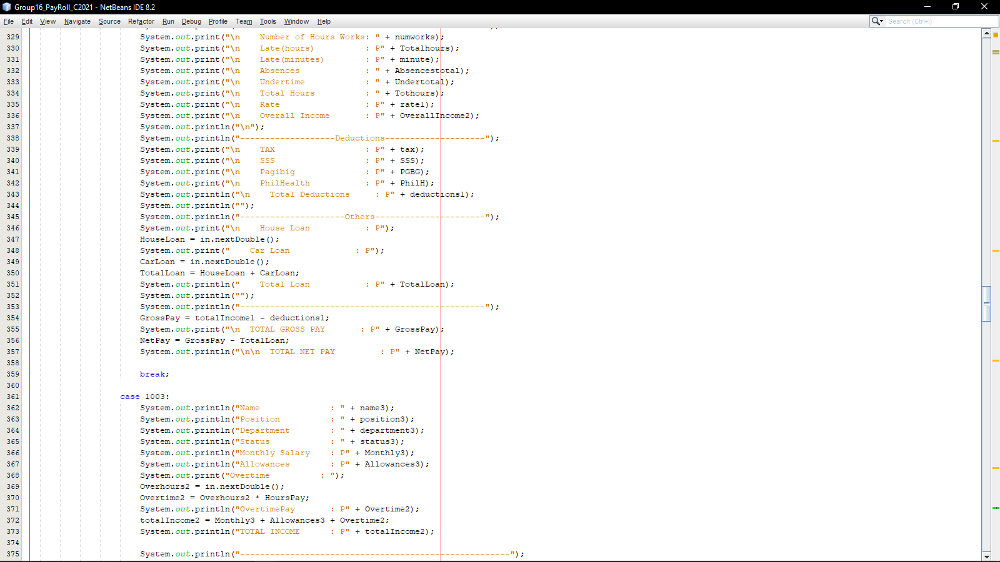 Group16_PayRoll_C2021 - NetBeans IDE 8.2
File Edit View Navigate Source Refactor Run Debug Profile Team Tools Window Help
Search (Ctrl+I)
329 System.out.print("\n    Number of Hours Works: " + numworks);
330 System.out.print("\n    Late(hours)          : P" + Totalhours);
331 System.out.print("\n    Late(minutes)        : P" + minute);
332 System.out.print("\n    Absences             : " + Absencestotal);
333 System.out.print("\n    Undertime            : " + Undertotal);
334 System.out.print("\n    Total Hours          : " + Tothours);
335 System.out.print("\n    Rate                 : P" + rate1);
336 System.out.print("\n    Overall Income       : P" + OverallIncome2);
337 System.out.println("\n");
338 System.out.println("-------------------Deductions--------------------");
339 System.out.print("\n    TAX                  : P" + tax);
340 System.out.print("\n    SSS                  : P" + SSS);
341 System.out.print("\n    Pagibig              : P" + PGBG);
342 System.out.print("\n    PhilHealth           : P" + PhilH);
343 System.out.println("\n    Total Deductions     : P" + deductions1);
344 System.out.println("");
345 System.out.println("---------------------Others----------------------");
346 System.out.print("\n    House Loan           : P");
347 HouseLoan = in.nextDouble();
348 System.out.print("    Car Loan             : P");
349 CarLoan = in.nextDouble();
350 TotalLoan = HouseLoan + CarLoan;
351 System.out.println("    Total Loan           : P" + TotalLoan);
352 System.out.println("");
353 System.out.println("-------------------------------------------------");
354 GrossPay = totalIncome1 - deductions1;
355 System.out.print("\n  TOTAL GROSS PAY       : P" + GrossPay);
356 NetPay = GrossPay - TotalLoan;
357 System.out.println("\n\n  TOTAL NET PAY         : P" + NetPay);
358
359 break;
360
361 case 1003:
362 System.out.println("Name              : " + name3);
363 System.out.println("Position          : " + position3);
364 System.out.println("Department        : " + department3);
365 System.out.println("Status            : " + status3);
366 System.out.println("Monthly Salary    : P" + Monthly3);
367 System.out.println("Allowances        : P" + Allowances3);
368 System.out.print("Overtime          : ");
369 Overhours2 = in.nextDouble();
370 Overtime2 = Overhours2 * HoursPay;
371 System.out.println("OvertimePay       : P" + Overtime2);
372 totalIncome2 = Monthly3 + Allowances3 + Overtime2;
373 System.out.println("TOTAL INCOME      : P" + totalIncome2);
374
375 System.out.println("------------------------------------------------------");